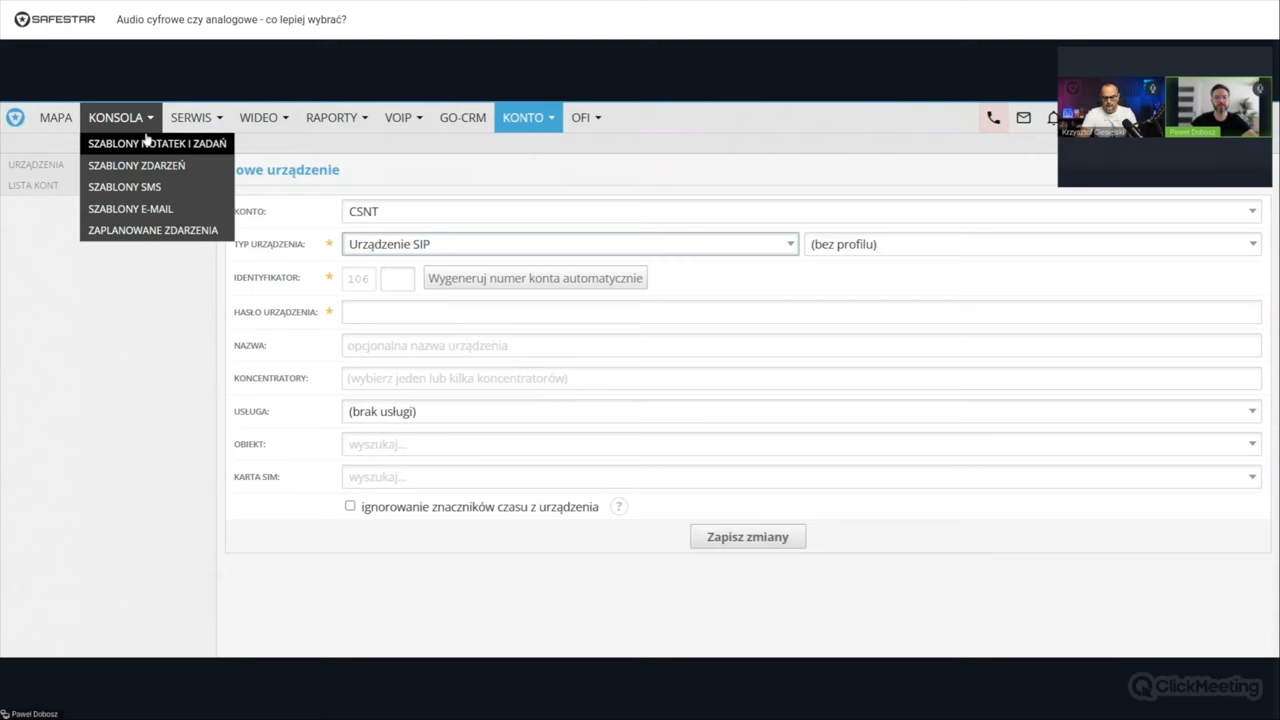 SAFESTAR Audio cyfrowe czy analogowe - co lepiej wybrać?
MAPA KONSOLA SERWIS WIDEO RAPORTY VOIP GO-CRM KONTO OFI
Krzysztof Ciesielski Paweł Dobosz
SZABLONY NOTATEK I ZADAŃ
SZABLONY ZDARZEŃ
SZABLONY SMS
SZABLONY E-MAIL
ZAPLANOWANE ZDARZENIA
URZĄDZENIA
LISTA KONT
owe urządzenie
KONTO: CSNT
TYP URZĄDZENIA: * Urządzenie SIP (bez profilu)
IDENTYFIKATOR: * 106 Wygeneruj numer konta automatycznie
HASŁO URZĄDZENIA: *
NAZWA: opcjonalna nazwa urządzenia
KONCENTRATORY: (wybierz jeden lub kilka koncentratorów)
USŁUGA: (brak usługi)
OBIEKT: wyszukaj...
KARTA SIM: wyszukaj...
ignorowanie znaczników czasu z urządzenia ?
Zapisz zmiany
ClickMeeting
Paweł Dobosz